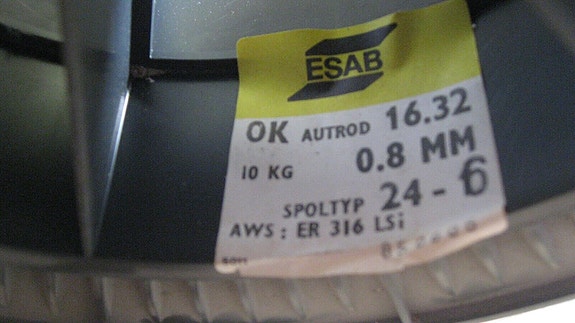 ESAB
OK AUTROD 16.32
10 KG 0.8 MM
SPOLTYP 24-6
AWS: ER 316 LSi